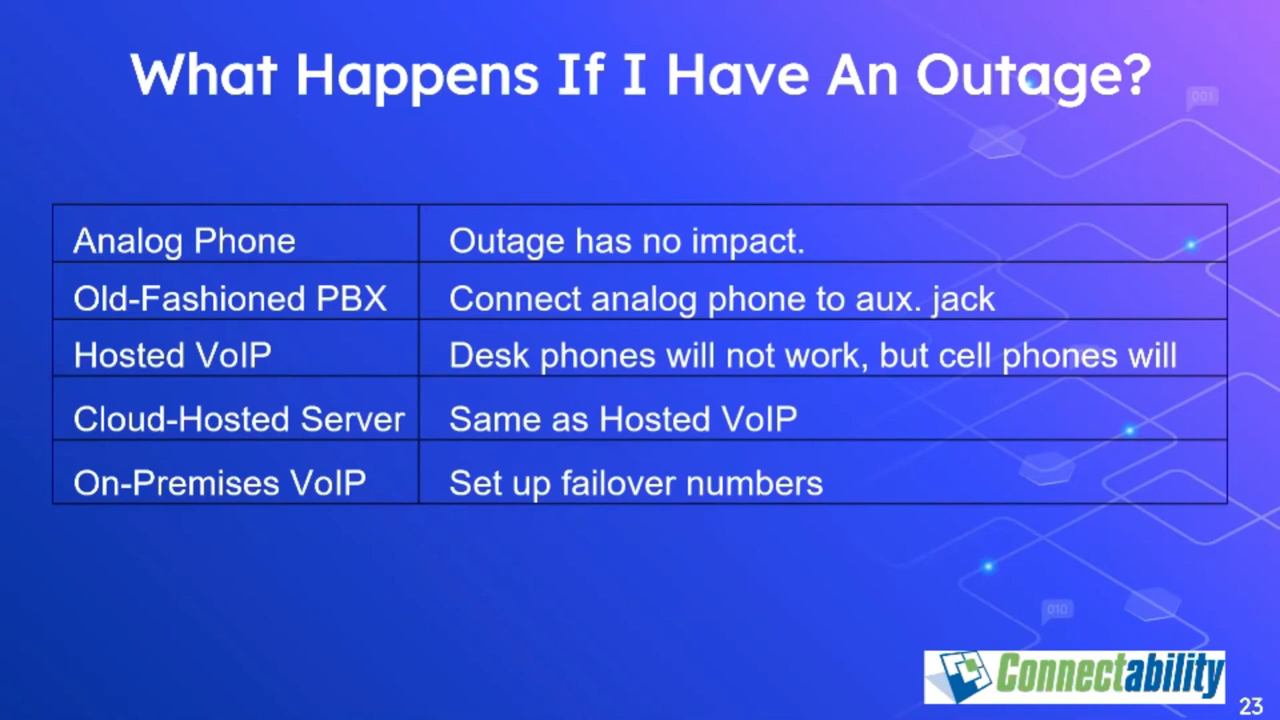 What Happens If I Have An Outage?
001
Analog Phone Outage has no impact.
Old-Fashioned PBX Connect analog phone to aux. jack
Hosted VoIP Desk phones will not work, but cell phones will
Cloud-Hosted Server Same as Hosted VoIP
On-Premises VoIP Set up failover numbers
010
Connectability
23